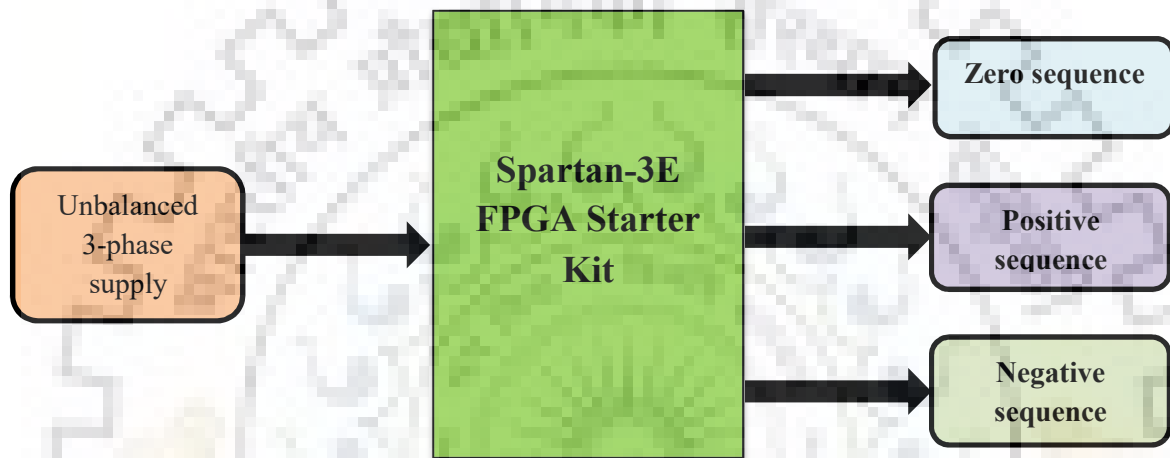 Unbalanced
3-phase
supply
Spartan-3E
FPGA Starter
Kit
Zero sequence
Positive
sequence
Negative
sequence